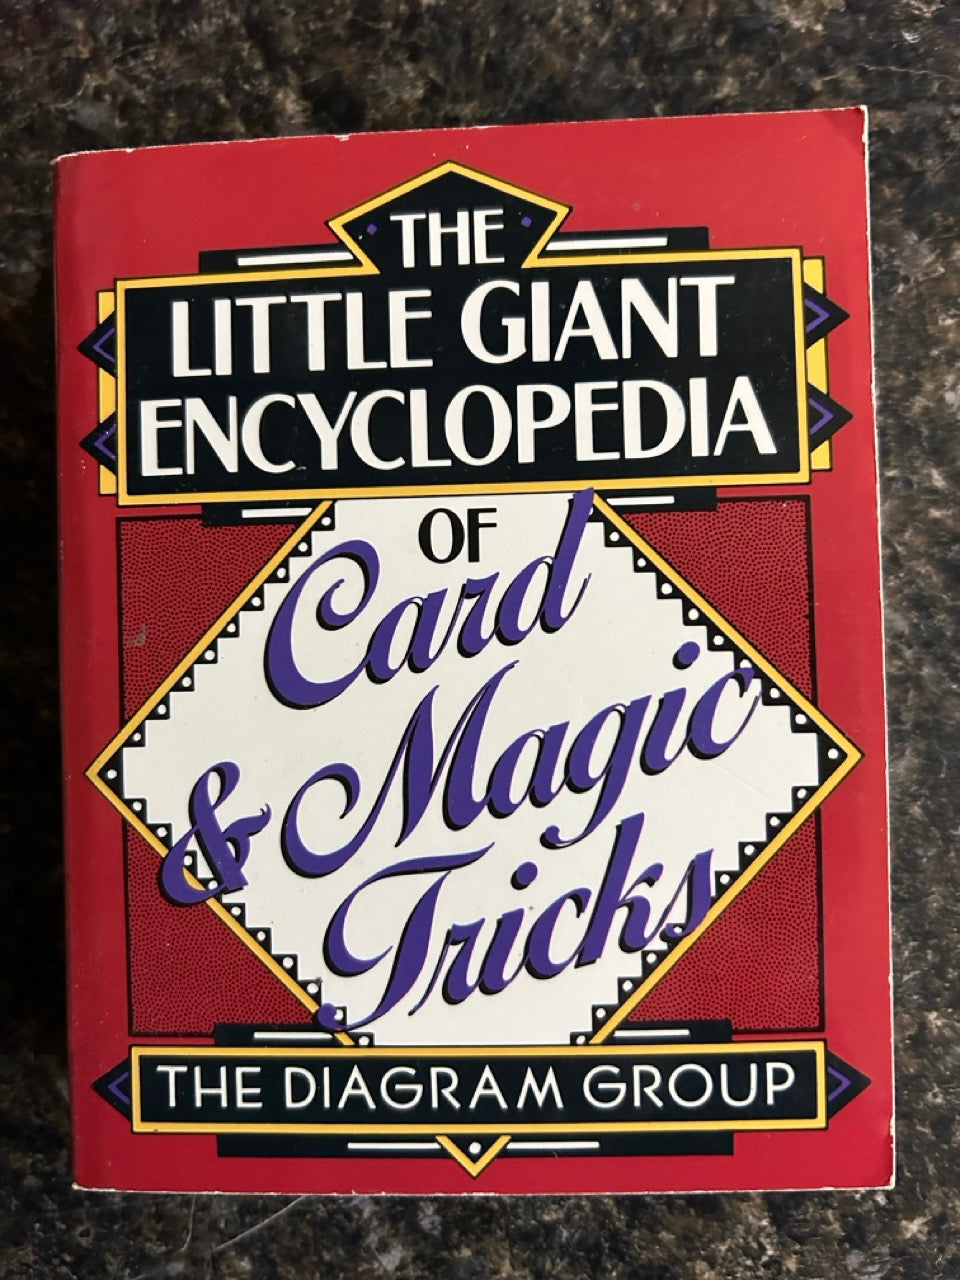 THE
LITTLE GIANT
ENCYCLOPEDIA
OF
Card
& Magic
Tricks
THE DIAGRAM GROUP